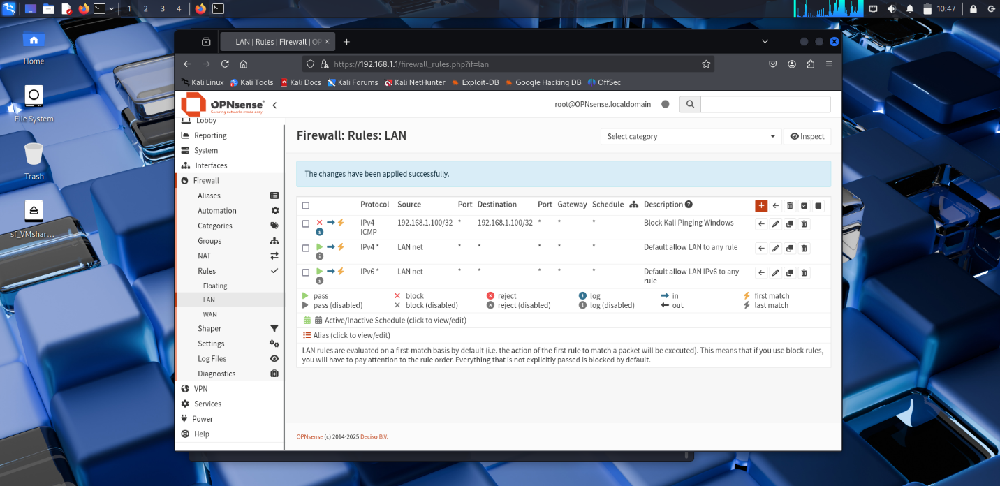 1 2 3 4
10:47
Home
File System
Trash
sf_VMshar...
LAN | Rules | Firewall | OP
https://192.168.1.1/firewall_rules.php?if=lan
Kali Linux Kali Tools Kali Docs Kali Forums Kali NetHunter Exploit-DB Google Hacking DB OffSec
OPNsense
Securing networks made easy
root@OPNsense.localdomain
Lobby
Reporting
System
Interfaces
Firewall
Aliases
Automation
Categories
Groups
NAT
Rules
Floating
LAN
WAN
Shaper
Settings
Log Files
Diagnostics
VPN
Services
Power
Help
Firewall: Rules: LAN
Select category
Inspect
The changes have been applied successfully.
Protocol Source Port Destination Port Gateway Schedule Description
IPv4 ICMP 192.168.1.100/32 * 192.168.1.100/32 * * * Block Kali Pinging Windows
IPv4 * LAN net * * * * * Default allow LAN to any rule
IPv6 * LAN net * * * * * Default allow LAN IPv6 to any
rule
pass block reject log in first match
pass (disabled) block (disabled) reject (disabled) log (disabled) out last match
Active/Inactive Schedule (click to view/edit)
Alias (click to view/edit)
LAN rules are evaluated on a first-match basis by default (i.e. the action of the first rule to match a packet will be executed). This means that if you use block rules,
you will have to pay attention to the rule order. Everything that is not explicitly passed is blocked by default.
OPNsense (c) 2014-2025 Deciso B.V.